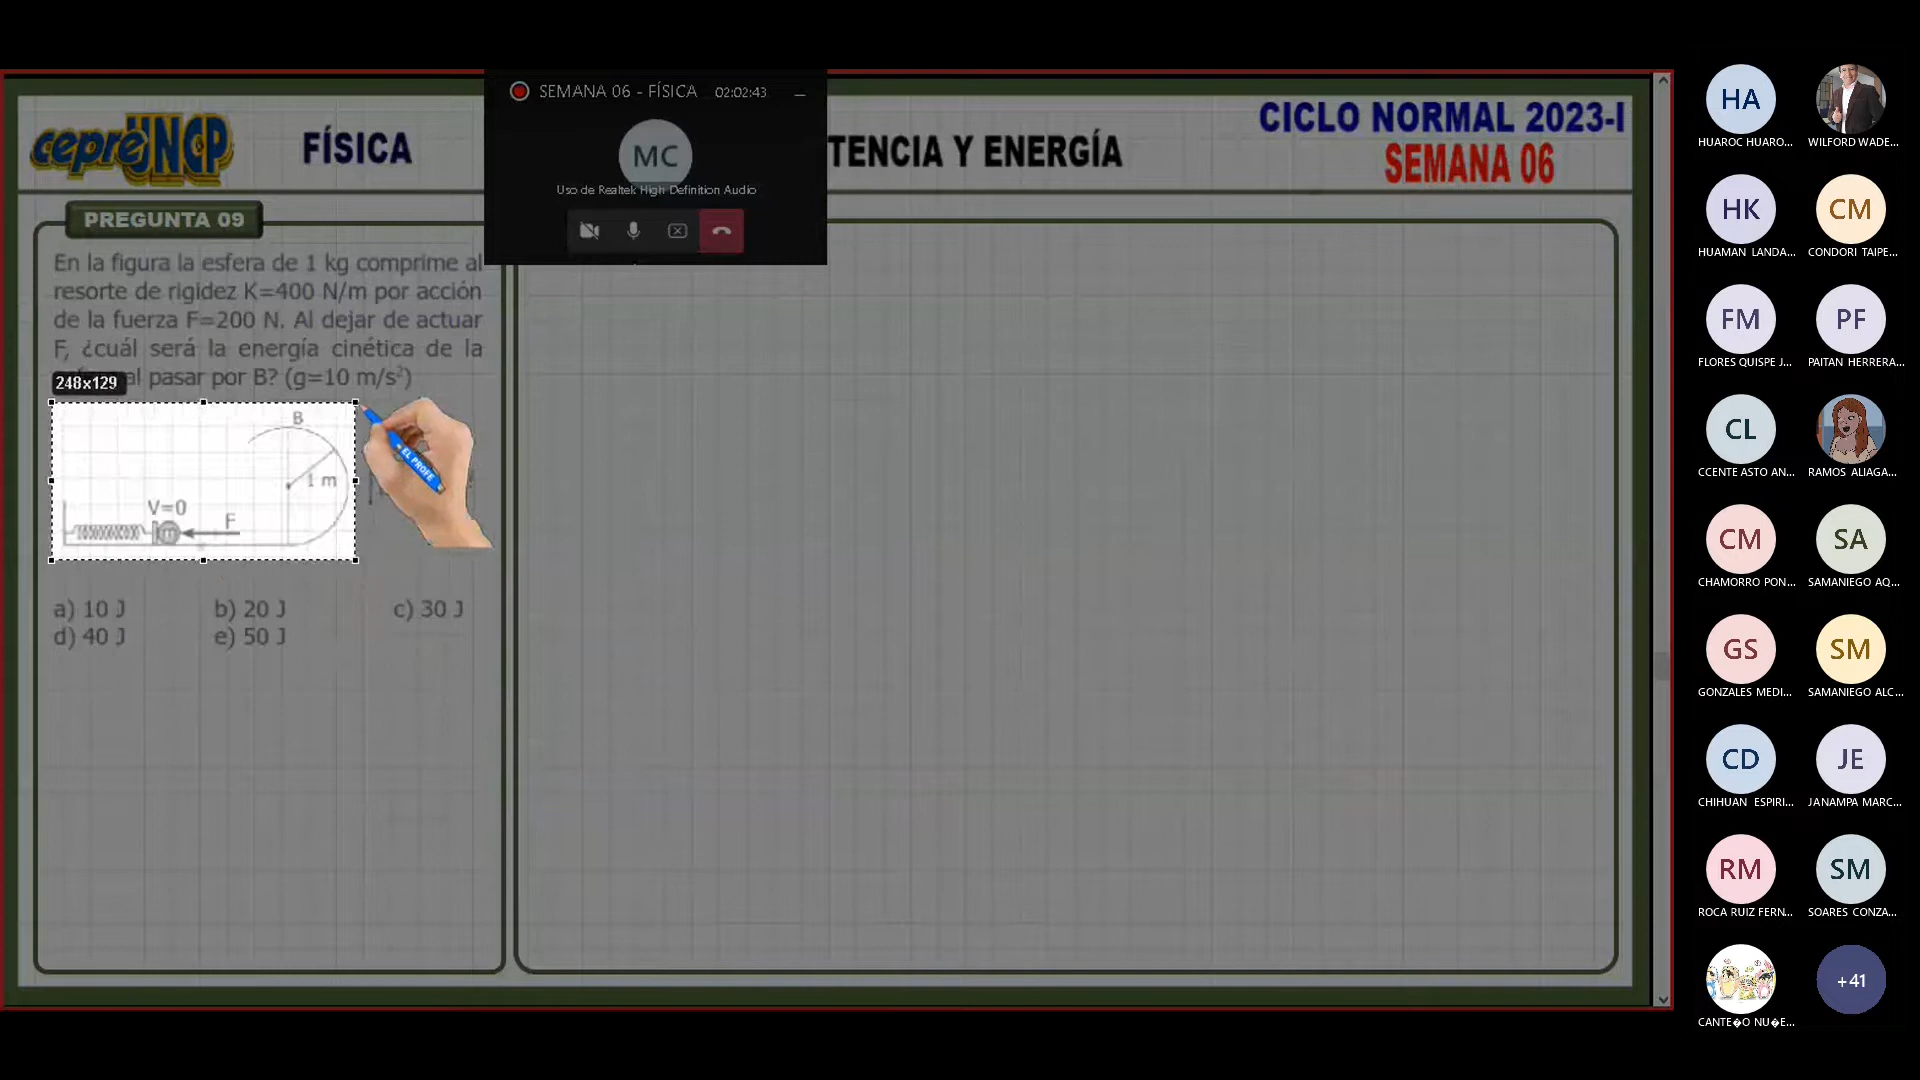 SEMANA 06 - FÍSICA 02:02:43
MC
Uso de Realtek High Definition Audio
cepre UNCP
FÍSICA
TENCIA Y ENERGÍA
CICLO NORMAL 2023-I
SEMANA 06
PREGUNTA 09
En la figura la esfera de 1 kg comprime al
resorte de rigidez K=400 N/m por acción
de la fuerza F=200 N. Al dejar de actuar
F, ¿cuál será la energía cinética de la
al pasar por B? (g=10 m/s²)
248x129
B
1 m
V=0
F
m
EL PROFE
a) 10 J b) 20 J c) 30 J
d) 40 J e) 50 J
HA
HUAROC HUARO...
WILFORD WADE...
HK
HUAMAN LANDA...
CM
CONDORI TAIPE...
FM
FLORES QUISPE J...
PF
PAITAN HERRERA...
CL
CCENTE ASTO AN...
RAMOS ALIAGA...
CM
CHAMORRO PON...
SA
SAMANIEGO AQ...
GS
GONZALES MEDI...
SM
SAMANIEGO ALC...
CD
CHIHUAN ESPIRI...
JE
JANAMPA MARC...
RM
ROCA RUIZ FERN...
SM
SOARES CONZA...
CANTE�O NU�E...
+41